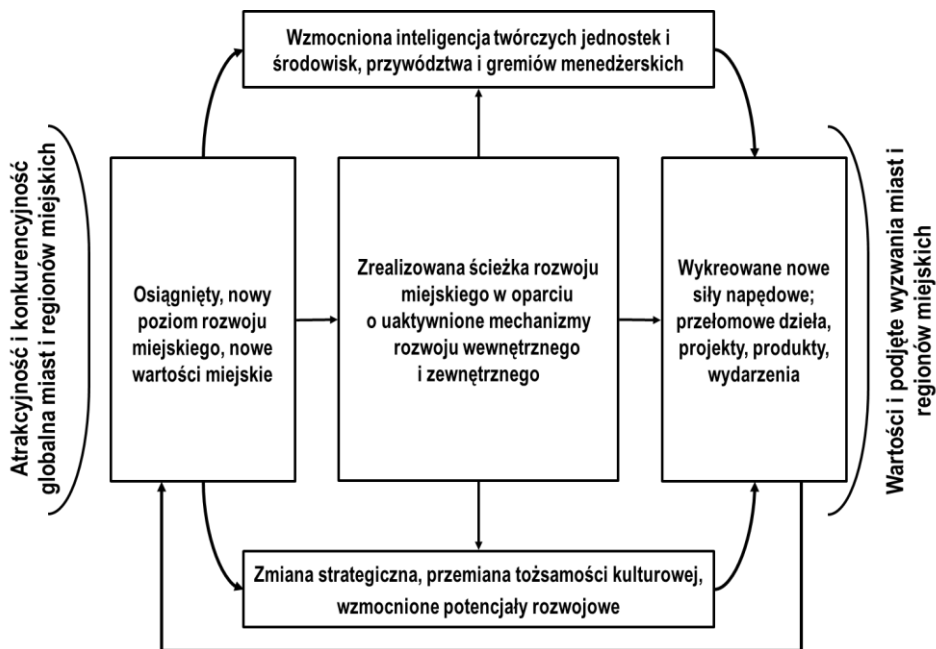 Wzmocniona inteligencja twórczych jednostek i
środowisk, przywództwa i gremiów menedżerskich
Atrakcyjność i konkurencyjność
globalna miast i regionów miejskich
Osiągnięty, nowy
poziom rozwoju
miejskiego, nowe
wartości miejskie
Zrealizowana ścieżka rozwoju
miejskiego w oparciu
o uaktywnione mechanizmy
rozwoju wewnętrznego
i zewnętrznego
Wykreowane nowe
siły napędowe;
przełomowe dzieła,
projekty, produkty,
wydarzenia
Wartości i podjęte wyzwania miast i
regionów miejskich
Zmiana strategiczna, przemiana tożsamości kulturowej,
wzmocnione potencjały rozwojowe